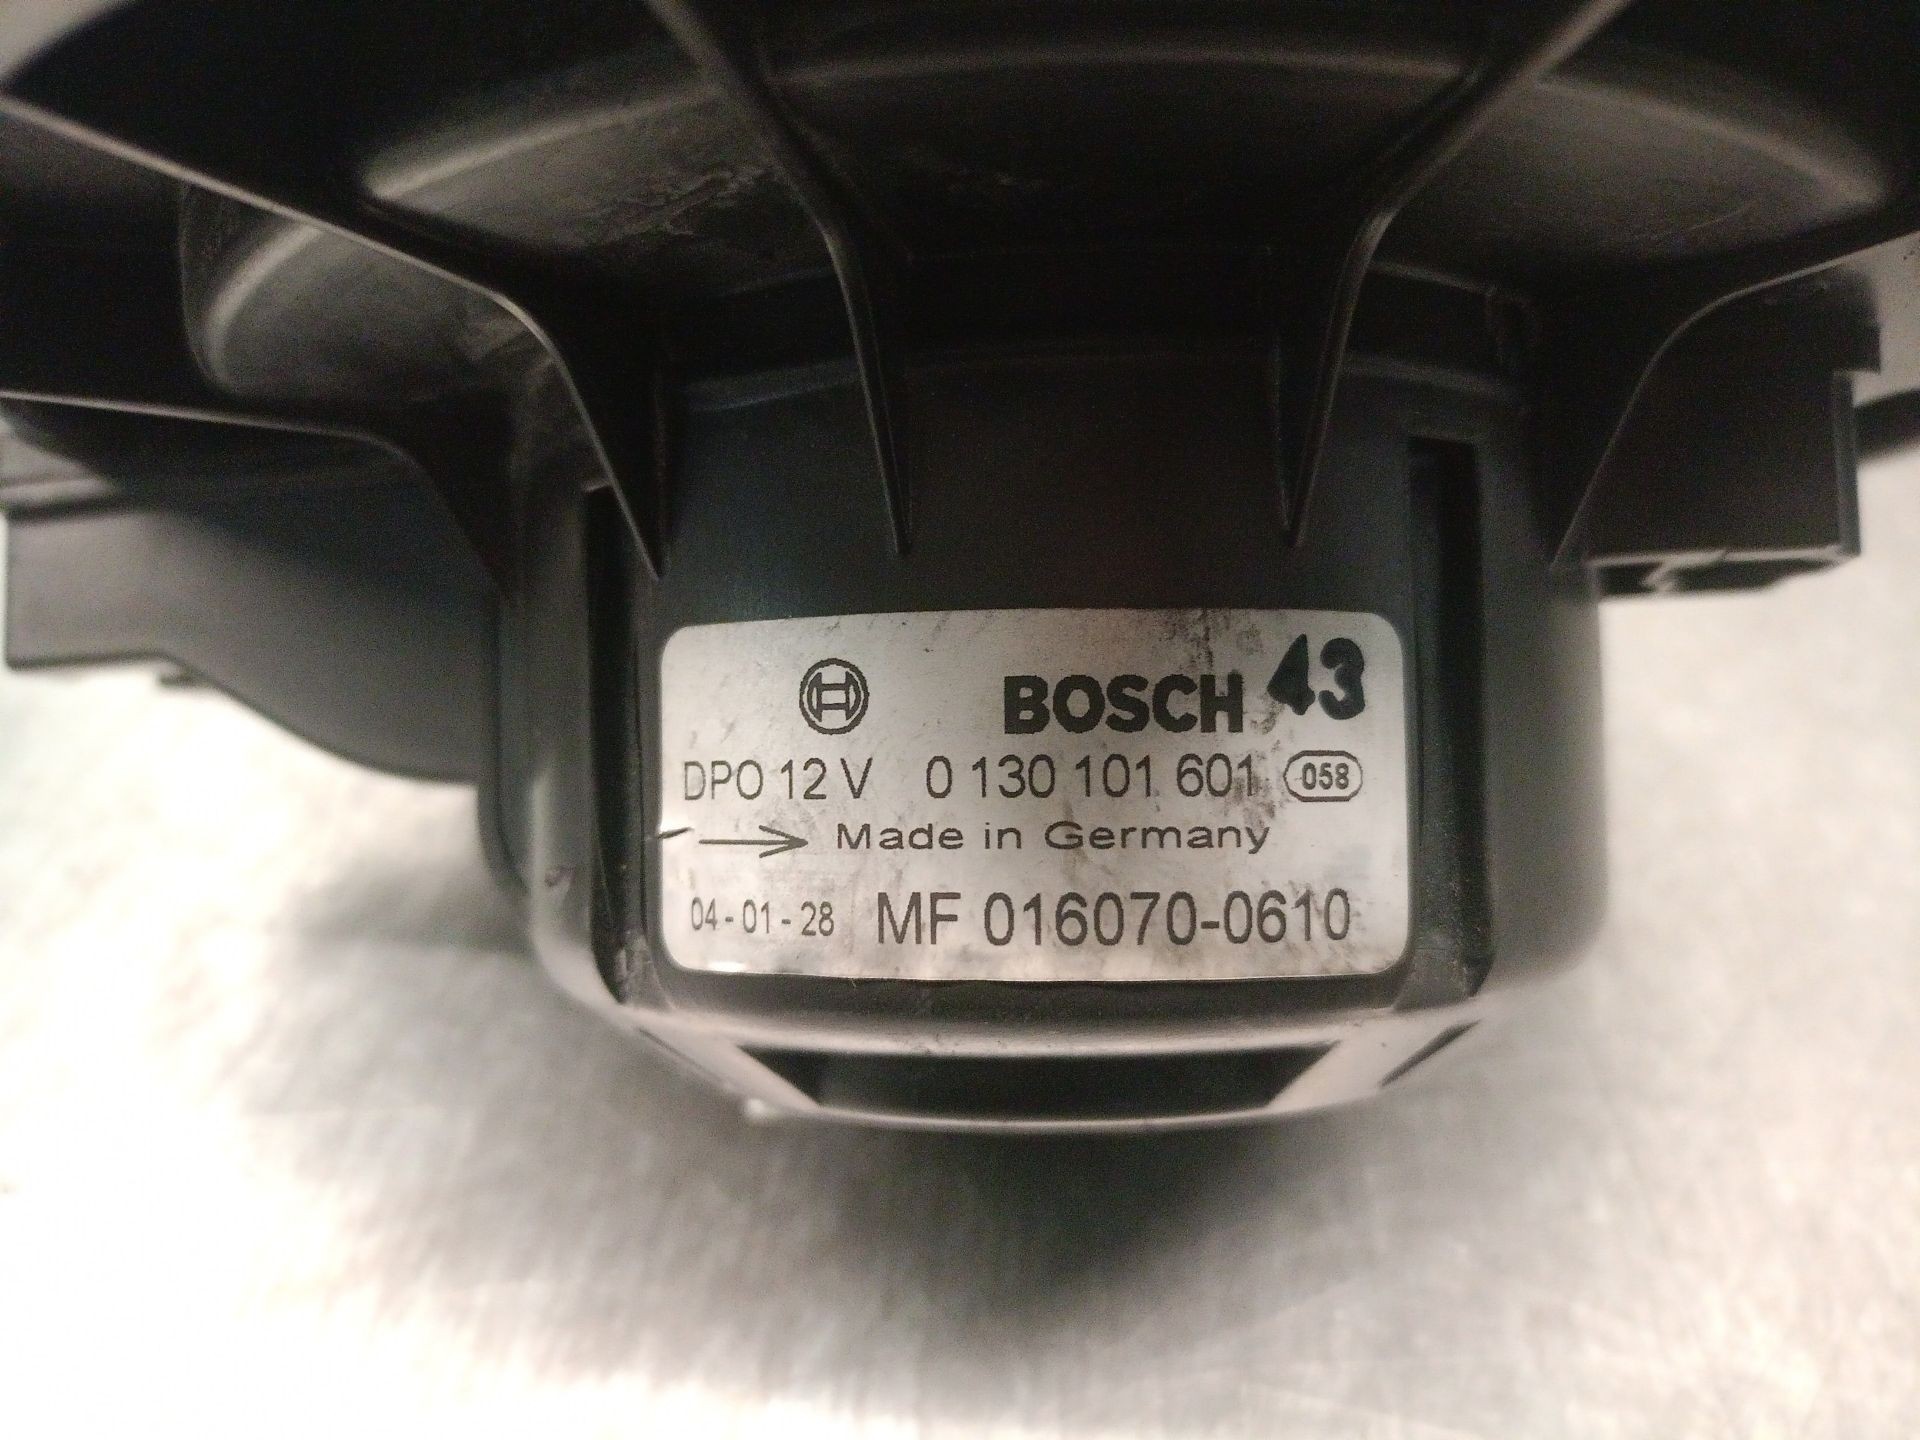 BOSCH 43
DPO 12 V 0 130 101 601 058
Made in Germany
04-01-28 MF 016070-0610